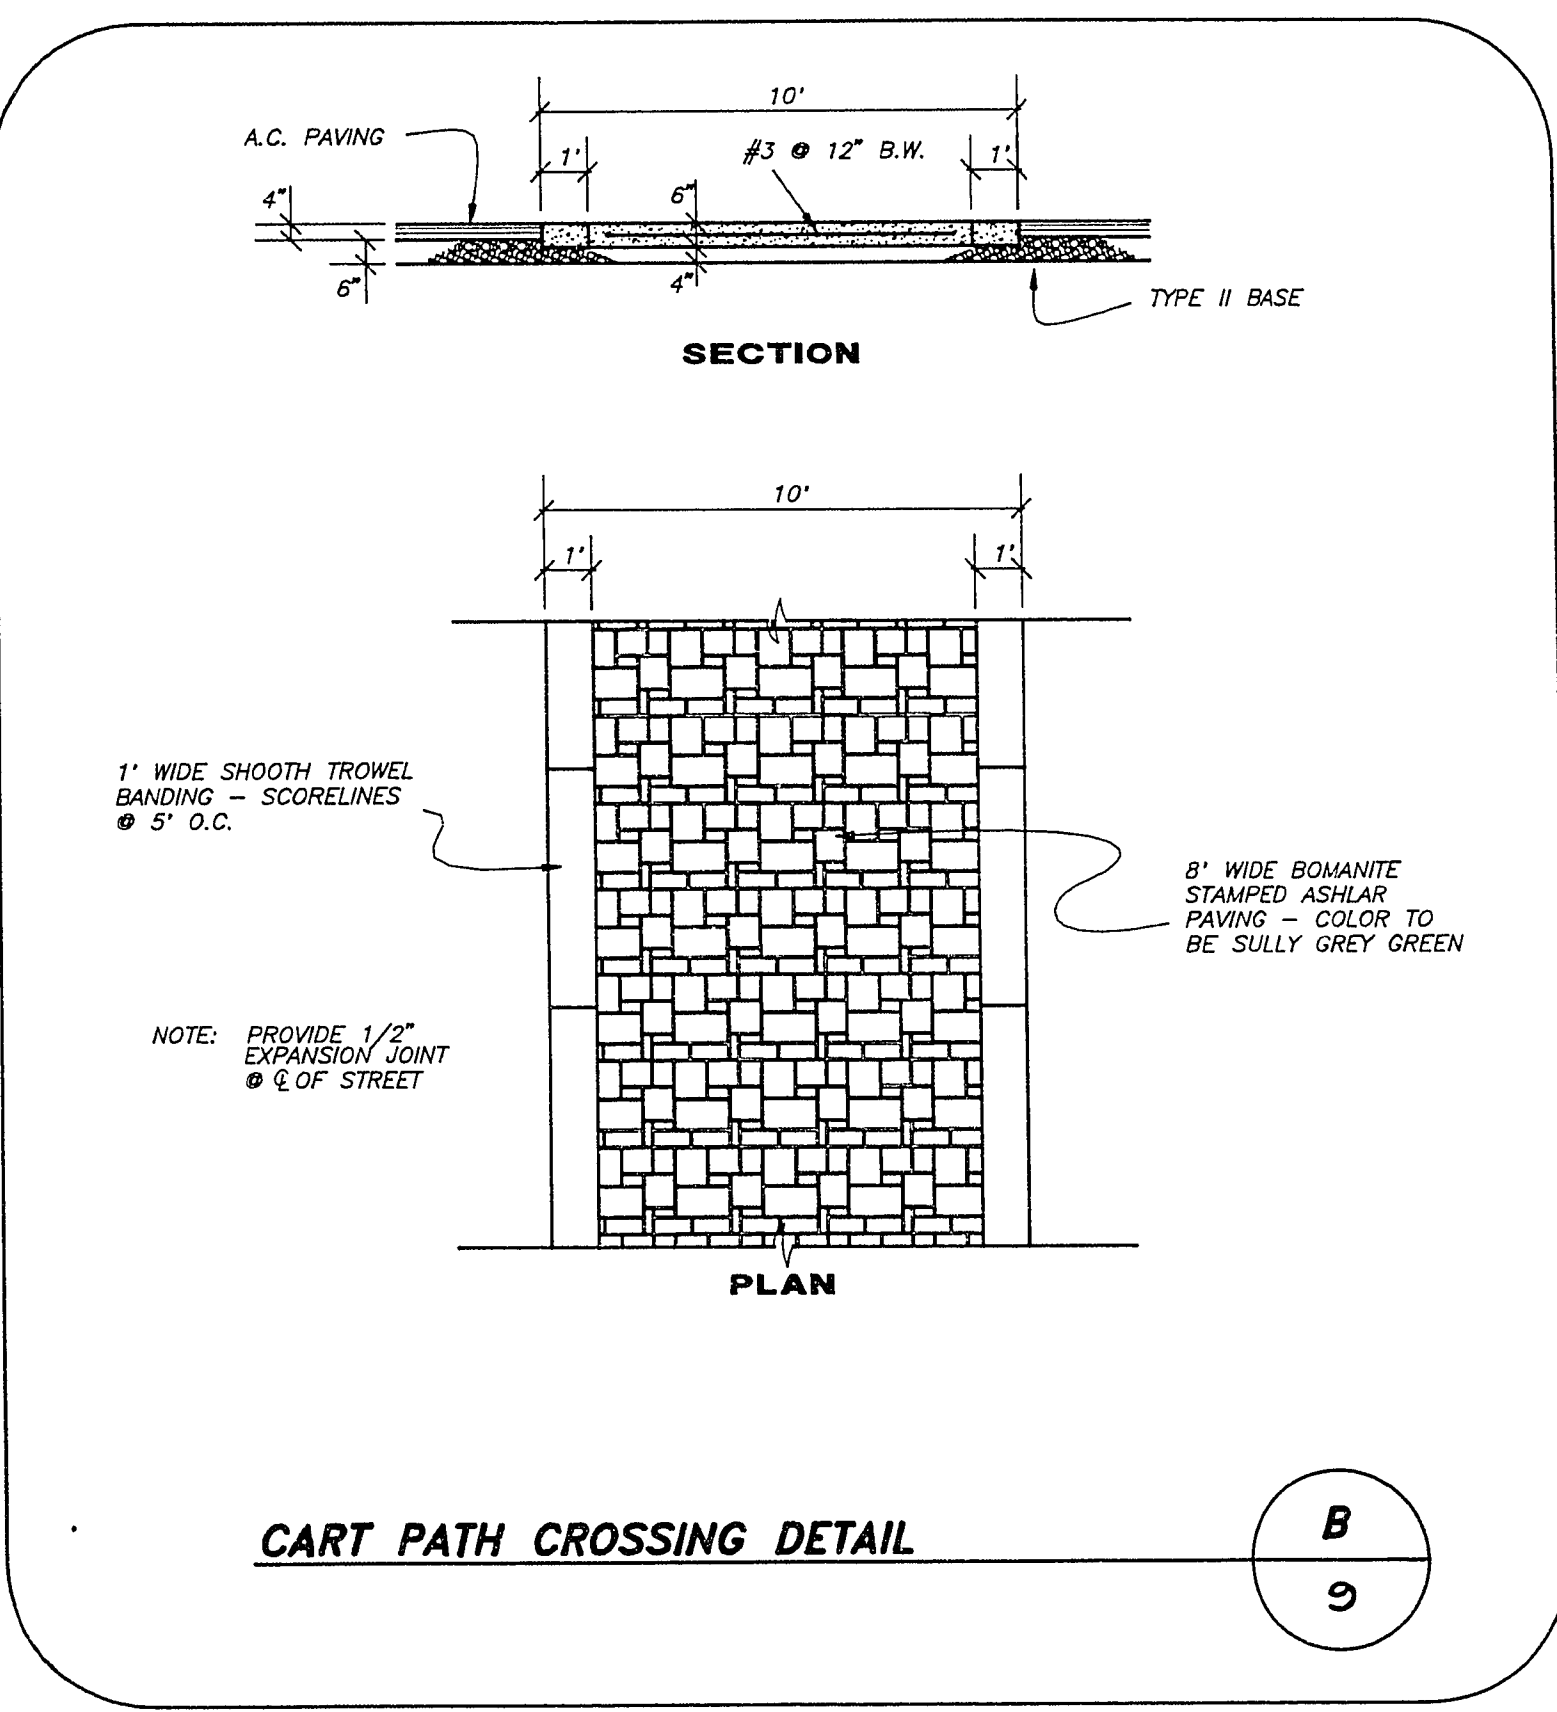 10'
A.C. PAVING
#3 @ 12" B.W.
1'
1'
4"
6"
6"
4"
TYPE II BASE
SECTION
10'
1'
1'
1' WIDE SHOOTH TROWEL
BANDING – SCORELINES
@ 5' O.C.
8' WIDE BOMANITE
STAMPED ASHLAR
PAVING – COLOR TO
BE SULLY GREY GREEN
NOTE: PROVIDE 1/2"
EXPANSION JOINT
@ ℄ OF STREET
PLAN
CART PATH CROSSING DETAIL
B
9